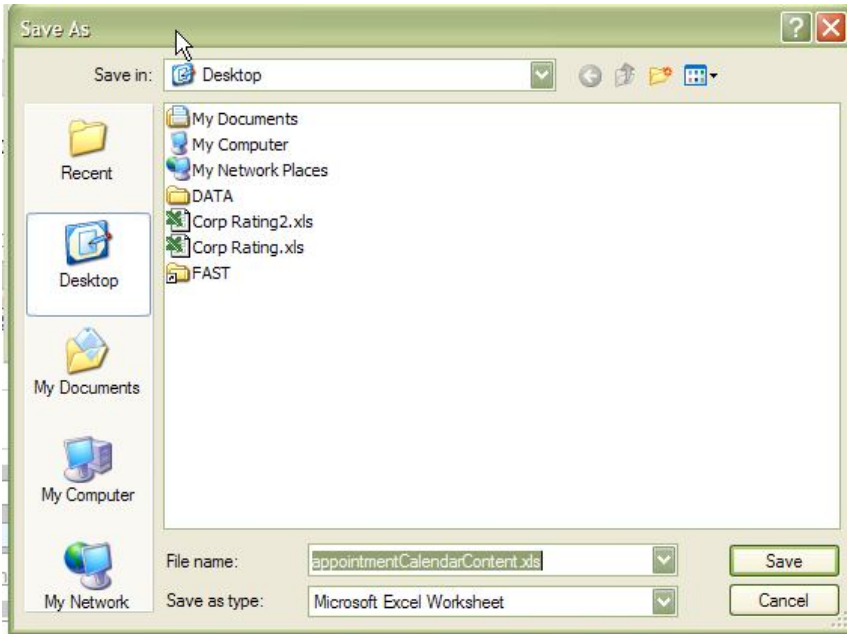 Save As
Save in:
Desktop
Recent
Desktop
My Documents
My Computer
My Network
My Documents
My Computer
My Network Places
DATA
Corp Rating2.xls
Corp Rating.xls
FAST
File name:
appointmentCalendarContent.xls
Save
Save as type:
Microsoft Excel Worksheet
Cancel